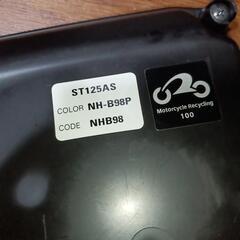 ST125AS
COLOR NH-B98P
CODE NHB98
Motorcycle Recycling
100